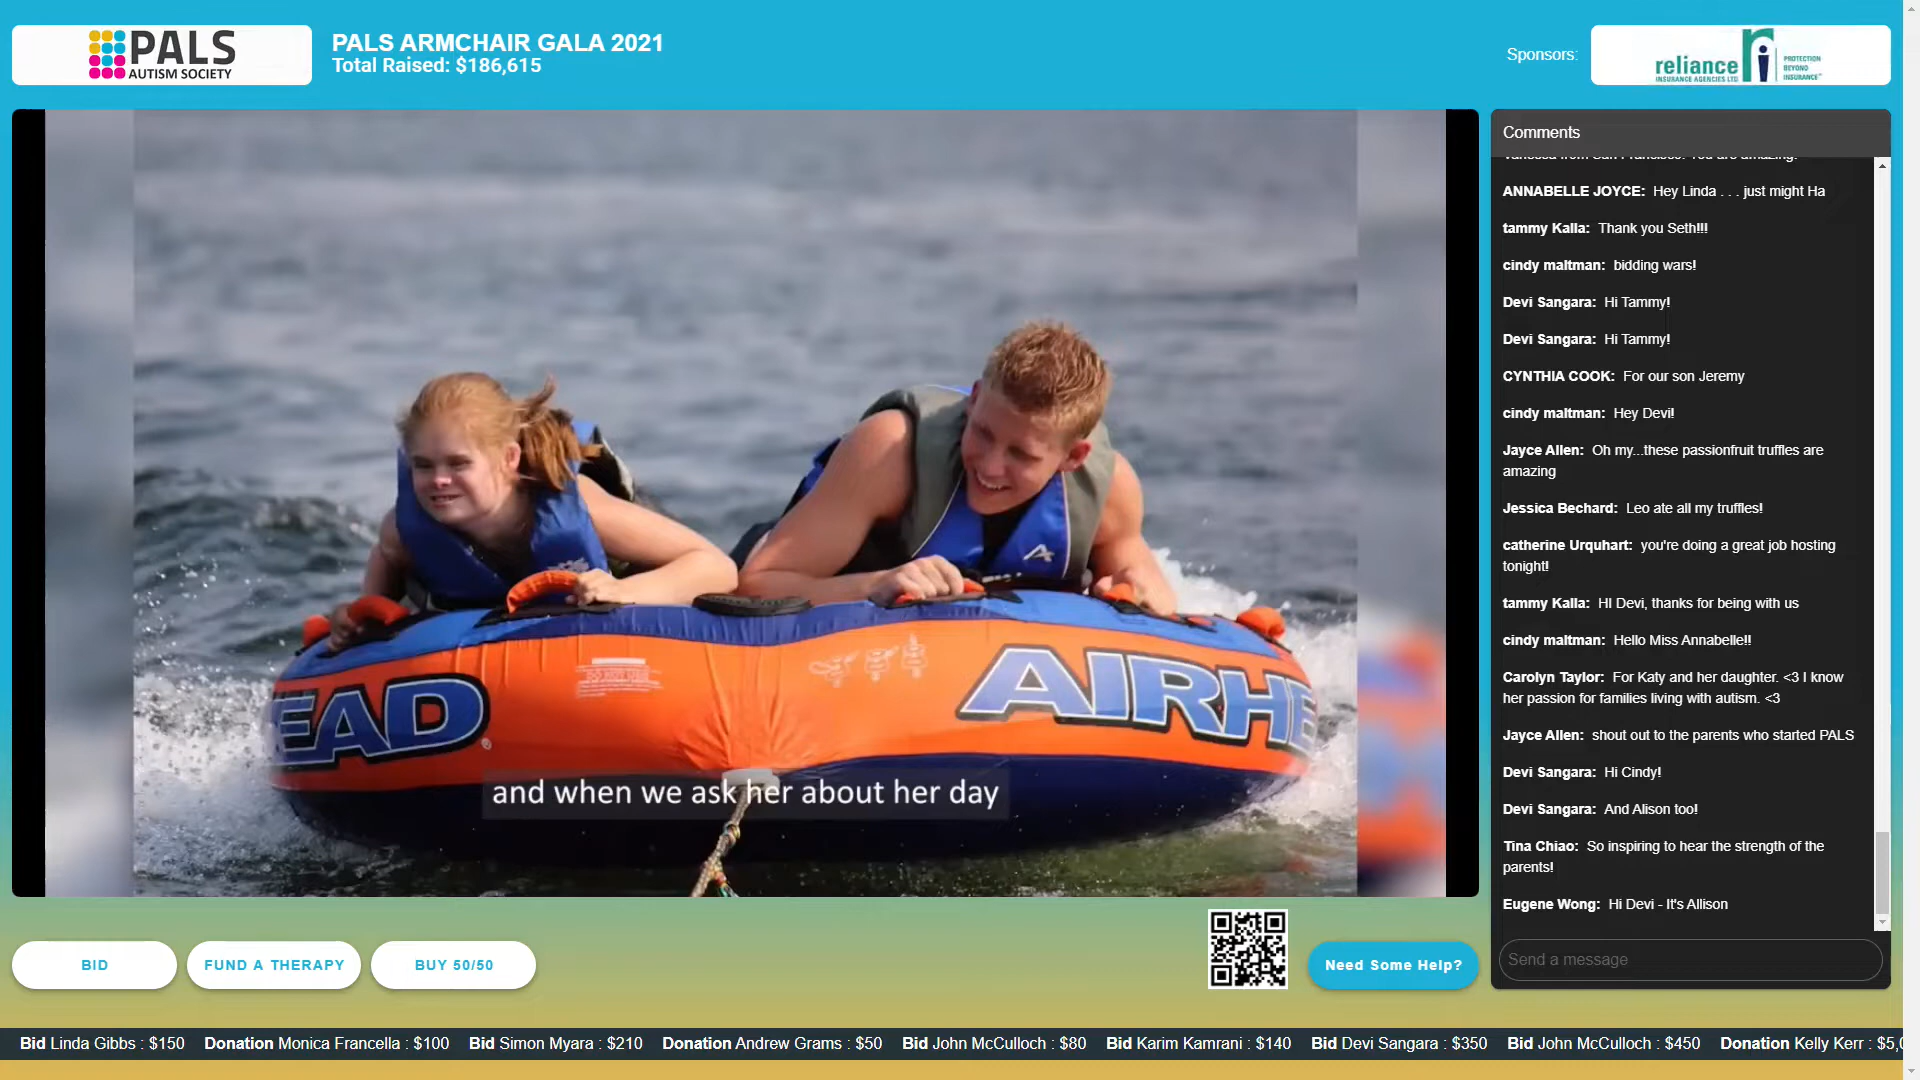 PALS
AUTISM SOCIETY
PALS ARMCHAIR GALA 2021
Total Raised: $186,615
Sponsors:
reliance
INSURANCE AGENCIES LTD
PROTECTION
BEYOND
INSURANCE
EAD
AIRHE
and when we ask her about her day
Comments
Vanessa from San Francisco. You are amazing!
ANNABELLE JOYCE: Hey Linda . . . just might Ha
tammy Kalla: Thank you Seth!!!
cindy maltman: bidding wars!
Devi Sangara: Hi Tammy!
Devi Sangara: Hi Tammy!
CYNTHIA COOK: For our son Jeremy
cindy maltman: Hey Devi!
Jayce Allen: Oh my...these passionfruit truffles are
amazing
Jessica Bechard: Leo ate all my truffles!
catherine Urquhart: you're doing a great job hosting
tonight!
tammy Kalla: HI Devi, thanks for being with us
cindy maltman: Hello Miss Annabelle!!
Carolyn Taylor: For Katy and her daughter. <3 I know
her passion for families living with autism. <3
Jayce Allen: shout out to the parents who started PALS
Devi Sangara: Hi Cindy!
Devi Sangara: And Alison too!
Tina Chiao: So inspiring to hear the strength of the
parents!
Eugene Wong: Hi Devi - It's Allison
Send a message
BID
FUND A THERAPY
BUY 50/50
Need Some Help?
Bid Linda Gibbs : $150 Donation Monica Francella : $100 Bid Simon Myara : $210 Donation Andrew Grams : $50 Bid John McCulloch : $80 Bid Karim Kamrani : $140 Bid Devi Sangara : $350 Bid John McCulloch : $450 Donation Kelly Kerr : $5,0